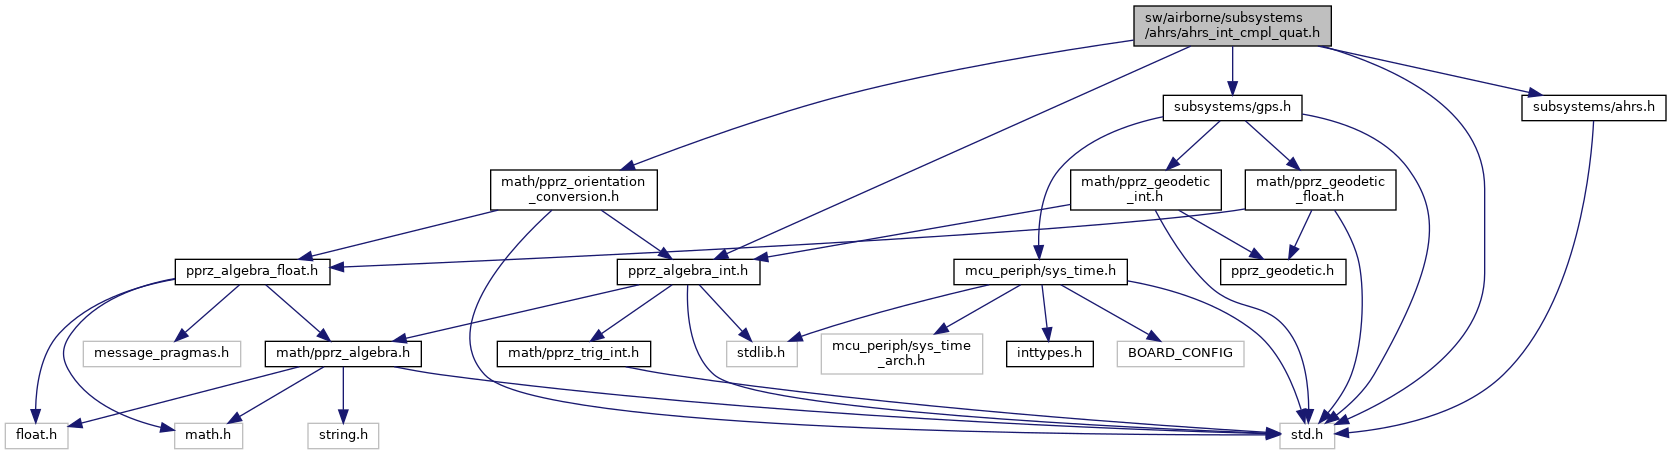 sw/airborne/subsystems
/ahrs/ahrs_int_cmpl_quat.h
subsystems/gps.h
subsystems/ahrs.h
math/pprz_orientation
_conversion.h
math/pprz_geodetic
_int.h
math/pprz_geodetic
_float.h
pprz_algebra_float.h
pprz_algebra_int.h
mcu_periph/sys_time.h
pprz_geodetic.h
message_pragmas.h
math/pprz_algebra.h
math/pprz_trig_int.h
stdlib.h
mcu_periph/sys_time
_arch.h
inttypes.h
BOARD_CONFIG
float.h
math.h
string.h
std.h